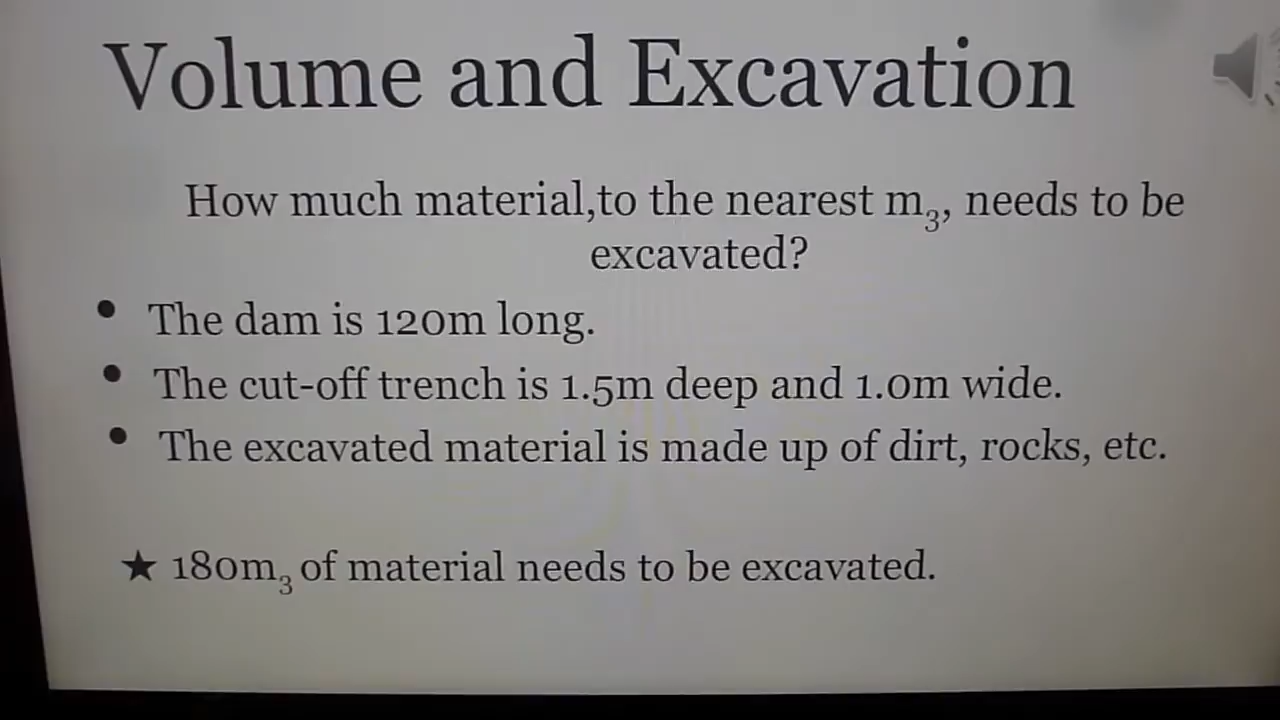 Volume and Excavation
How much material,to the nearest m₃, needs to be
excavated?
• The dam is 120m long.
• The cut-off trench is 1.5m deep and 1.0m wide.
• The excavated material is made up of dirt, rocks, etc.
★ 180m₃ of material needs to be excavated.